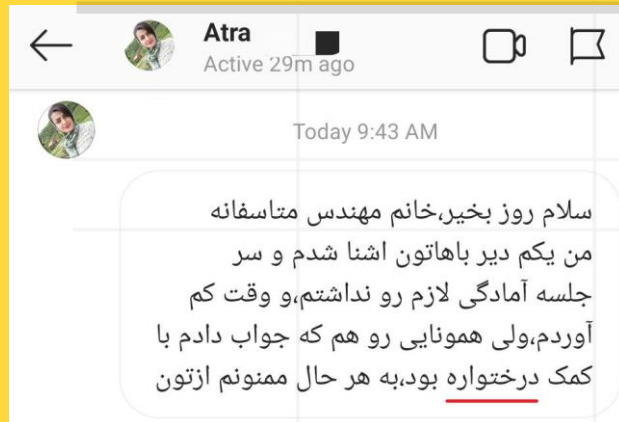 Atra
Active 29m ago
Today 9:43 AM
سلام روز بخیر،خانم مهندس متاسفانه
من یکم دیر باهاتون اشنا شدم و سر
جلسه آمادگی لازم رو نداشتم،و وقت کم
آوردم،ولی همونایی رو هم که جواب دادم با
کمک درختواره بود،به هر حال ممنونم ازتون